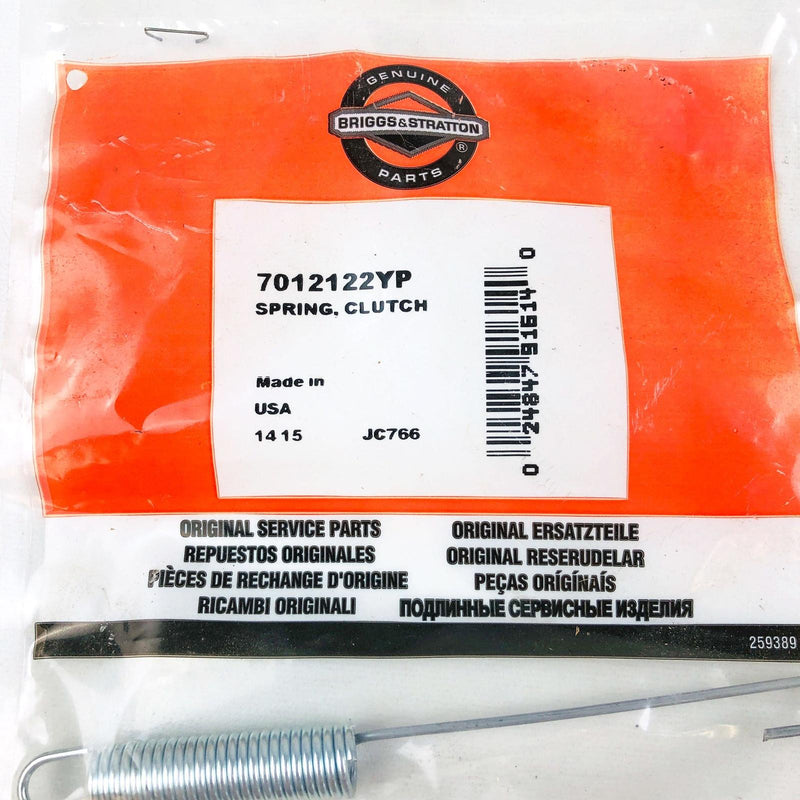 GENUINE
BRIGGS&STRATTON
®
PARTS
7012122YP
SPRING, CLUTCH
Made in
USA
14 15 JC766
0 24847 91614 0
ORIGINAL SERVICE PARTS
REPUESTOS ORIGINALES
PIÈCES DE RECHANGE D'ORIGINE
RICAMBI ORIGINALI
ORIGINAL ERSATZTEILE
ORIGINAL RESERUDELAR
PEÇAS ORÍGÍNAÍS
ПОДЛИННЫЕ СЕРВИСНЫЕ ИЗДЕЛИЯ
259389